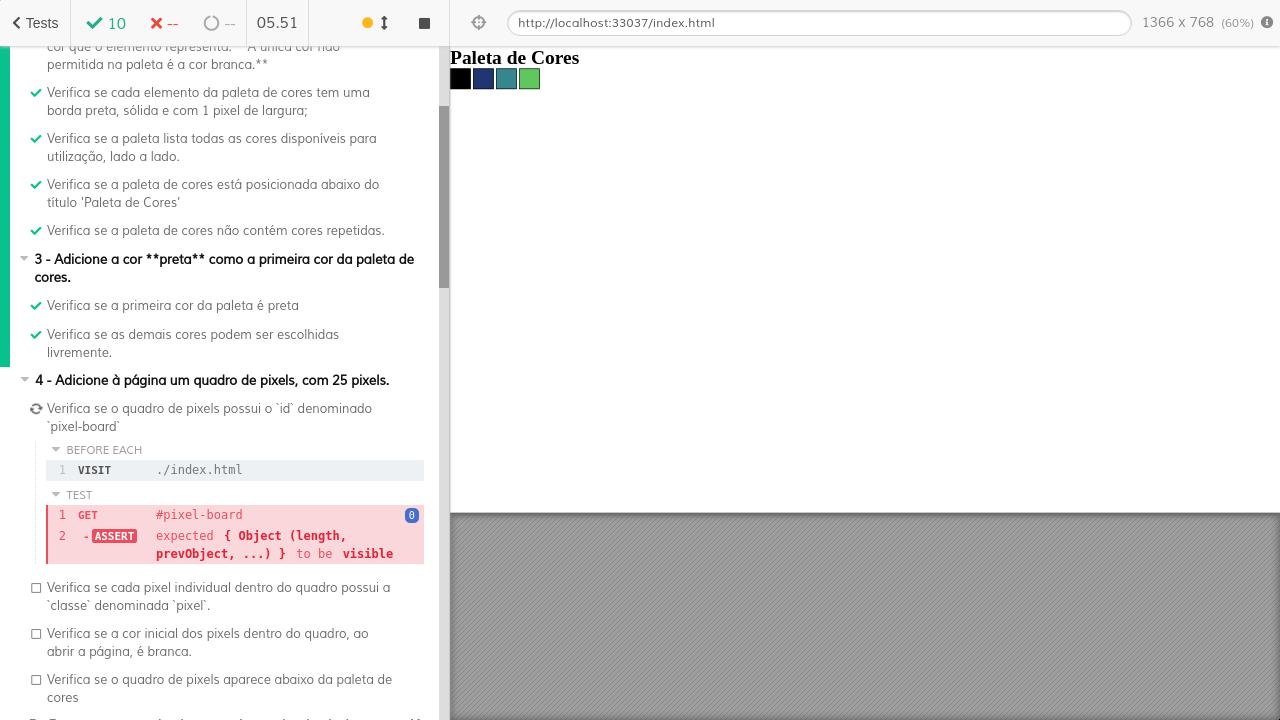 Tests
10
--
--
05.51
http://localhost:33037/index.html
1366 x 768 (60%)
cor que o elemento representa. **A única cor não
permitida na paleta é a cor branca.**
Verifica se cada elemento da paleta de cores tem uma
borda preta, sólida e com 1 pixel de largura;
Verifica se a paleta lista todas as cores disponíveis para
utilização, lado a lado.
Verifica se a paleta de cores está posicionada abaixo do
título 'Paleta de Cores'
Verifica se a paleta de cores não contém cores repetidas.
3 - Adicione a cor **preta** como a primeira cor da paleta de
cores.
Verifica se a primeira cor da paleta é preta
Verifica se as demais cores podem ser escolhidas
livremente.
4 - Adicione à página um quadro de pixels, com 25 pixels.
Verifica se o quadro de pixels possui o `id` denominado
`pixel-board`
BEFORE EACH
1 VISIT ./index.html
TEST
1 GET #pixel-board 0
2 -ASSERT expected { Object (length,
prevObject, ...) } to be visible
Verifica se cada pixel individual dentro do quadro possui a
`classe` denominada `pixel`.
Verifica se a cor inicial dos pixels dentro do quadro, ao
abrir a página, é branca.
Verifica se o quadro de pixels aparece abaixo da paleta de
cores
Paleta de Cores